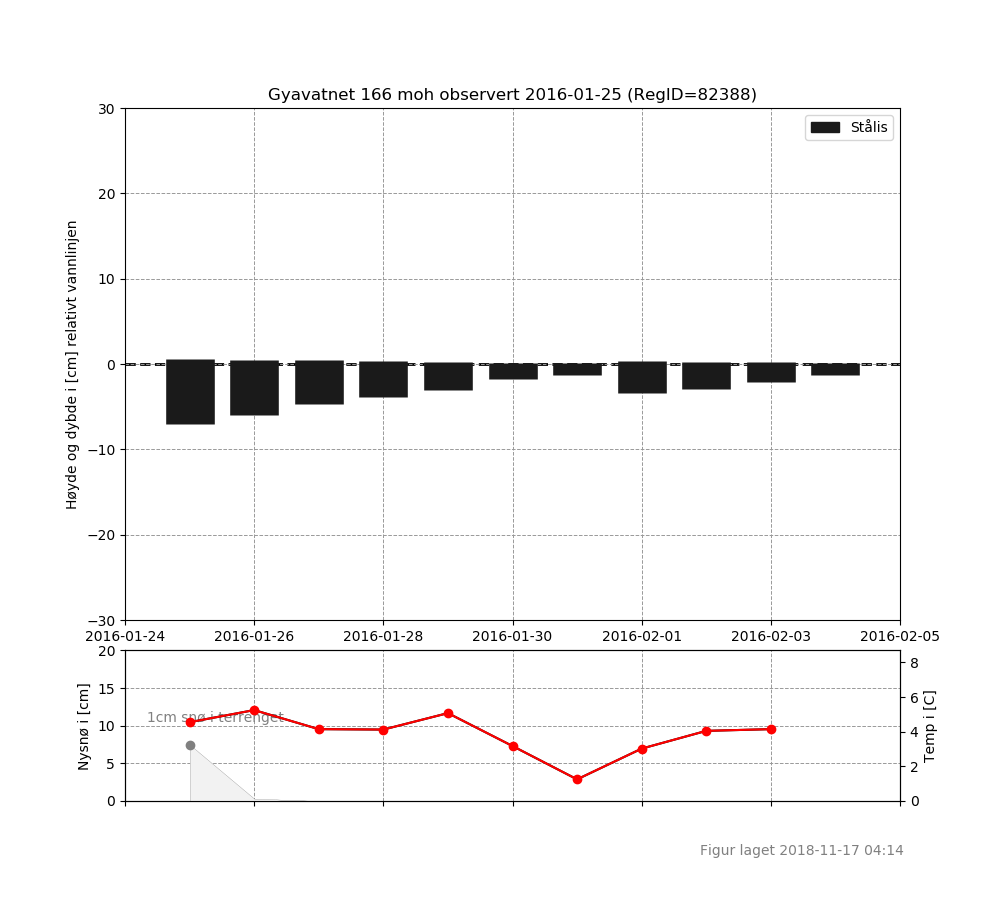 Gyavatnet 166 moh observert 2016-01-25 (RegID=82388)
Stålis
Høyde og dybde i [cm] relativt vannlinjen
30
20
10
0
−10
−20
−30
2016-01-24 2016-01-26 2016-01-28 2016-01-30 2016-02-01 2016-02-03 2016-02-05
Nysnø i [cm]
20
15
10
5
0
1cm snø i terrenget
8
6
4
2
0
Temp i [C]
Figur laget 2018-11-17 04:14